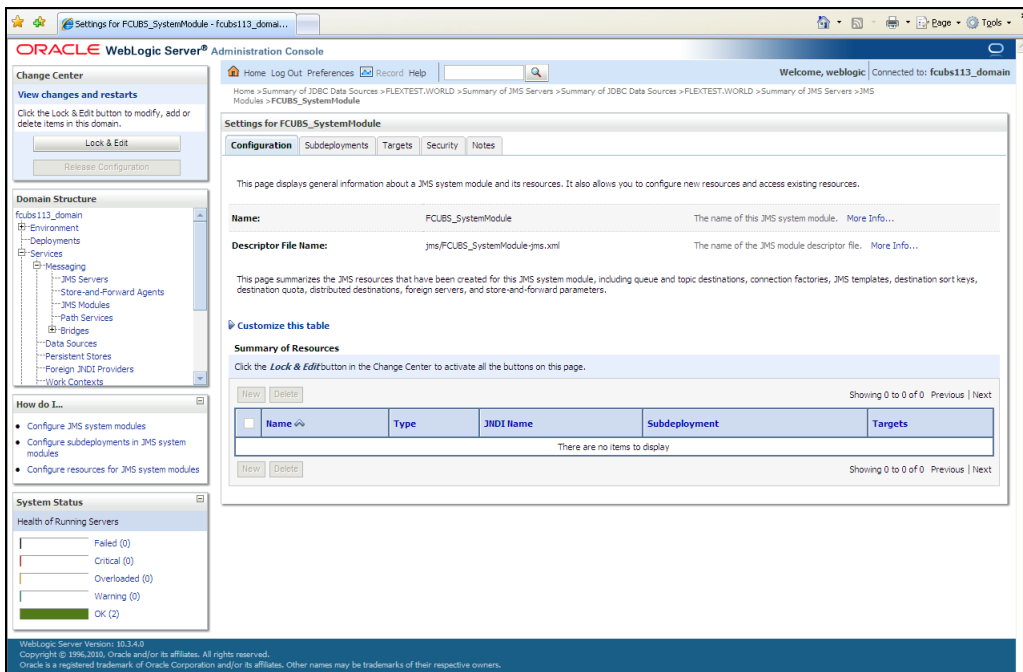 Settings for FCUBS_SystemModule - fcubs113_domai...
Page
Tools
ORACLE WebLogic Server® Administration Console
Change Center
View changes and restarts
Click the Lock & Edit button to modify, add or
delete items in this domain.
Lock & Edit
Release Configuration
Domain Structure
fcubs113_domain
Environment
Deployments
Services
Messaging
JMS Servers
Store-and-Forward Agents
JMS Modules
Path Services
Bridges
Data Sources
Persistent Stores
Foreign JNDI Providers
Work Contexts
How do I...
Configure JMS system modules
Configure subdeployments in JMS system
modules
Configure resources for JMS system modules
System Status
Health of Running Servers
Failed (0)
Critical (0)
Overloaded (0)
Warning (0)
OK (2)
Home Log Out Preferences Record Help
Welcome, weblogic Connected to: fcubs113_domain
Home >Summary of JDBC Data Sources >FLEXTEST.WORLD >Summary of JMS Servers >Summary of JDBC Data Sources >FLEXTEST.WORLD >Summary of JMS Servers >JMS
Modules >FCUBS_SystemModule
Settings for FCUBS_SystemModule
Configuration Subdeployments Targets Security Notes
This page displays general information about a JMS system module and its resources. It also allows you to configure new resources and access existing resources.
Name: FCUBS_SystemModule The name of this JMS system module. More Info...
Descriptor File Name: jms/FCUBS_SystemModule-jms.xml The name of the JMS module descriptor file. More Info...
This page summarizes the JMS resources that have been created for this JMS system module, including queue and topic destinations, connection factories, JMS templates, destination sort keys,
destination quota, distributed destinations, foreign servers, and store-and-forward parameters.
Customize this table
Summary of Resources
Click the Lock & Edit button in the Change Center to activate all the buttons on this page.
New Delete Showing 0 to 0 of 0 Previous | Next
Name Type JNDI Name Subdeployment Targets
There are no items to display
New Delete Showing 0 to 0 of 0 Previous | Next
WebLogic Server Version: 10.3.4.0
Copyright © 1996,2010, Oracle and/or its affiliates. All rights reserved.
Oracle is a registered trademark of Oracle Corporation and/or its affiliates. Other names may be trademarks of their respective owners.